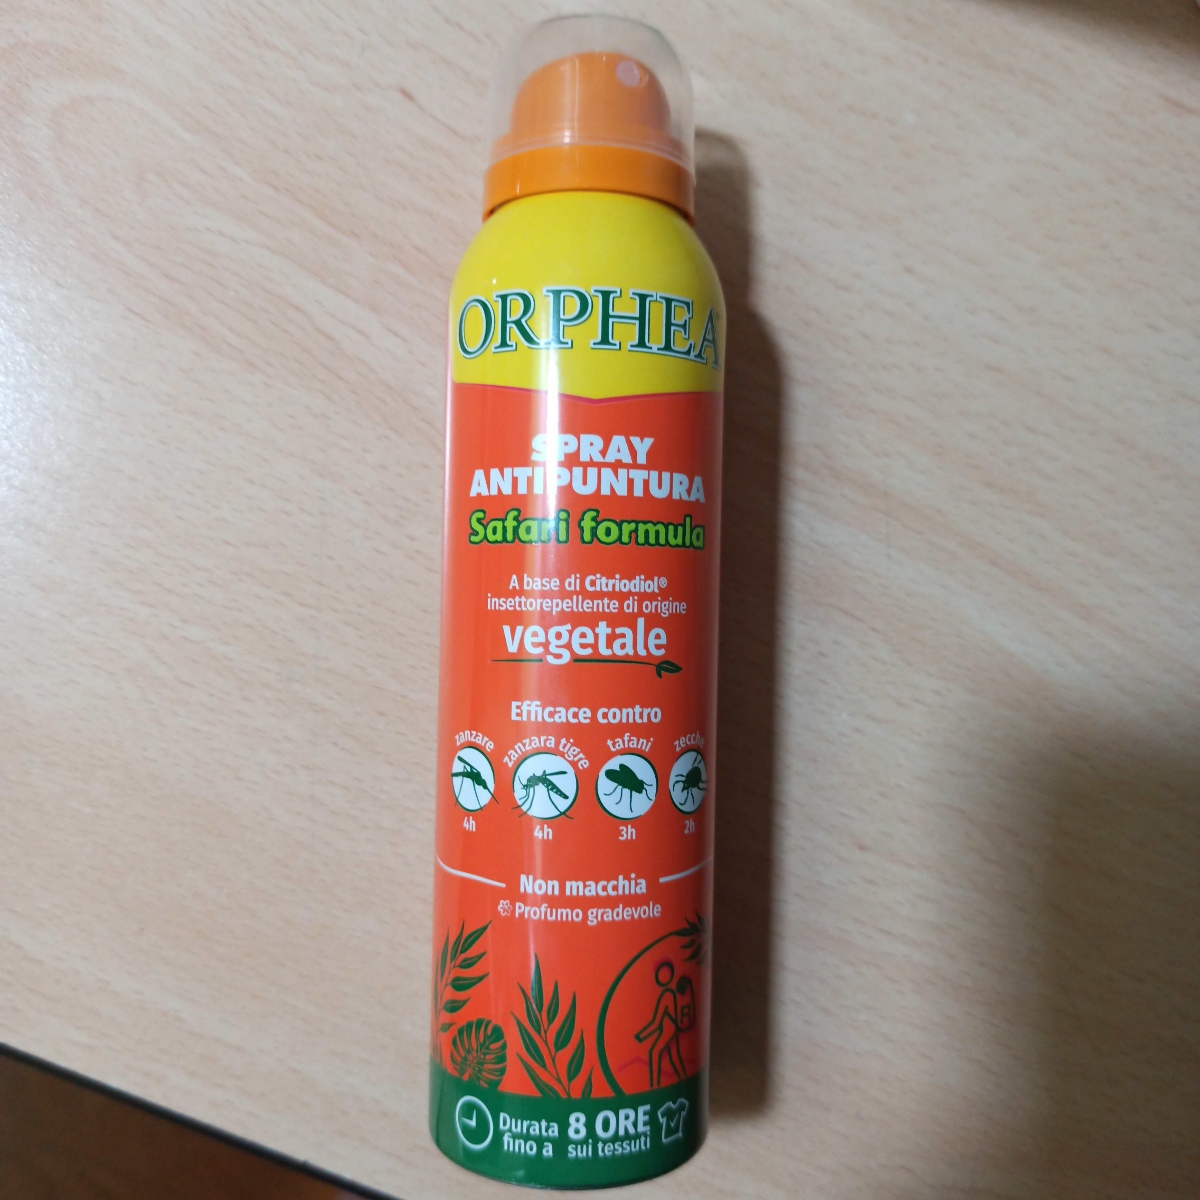 ORPHEA
SPRAY
ANTIPUNTURA
Safari formula
A base di Citriodiol®
insettorepellente di origine
vegetale
Efficace contro
zanzare zanzara tigre tafani zecche
4h 4h 3h 2h
Non macchia
Profumo gradevole
Durata 8 ORE
fino a sui tessuti